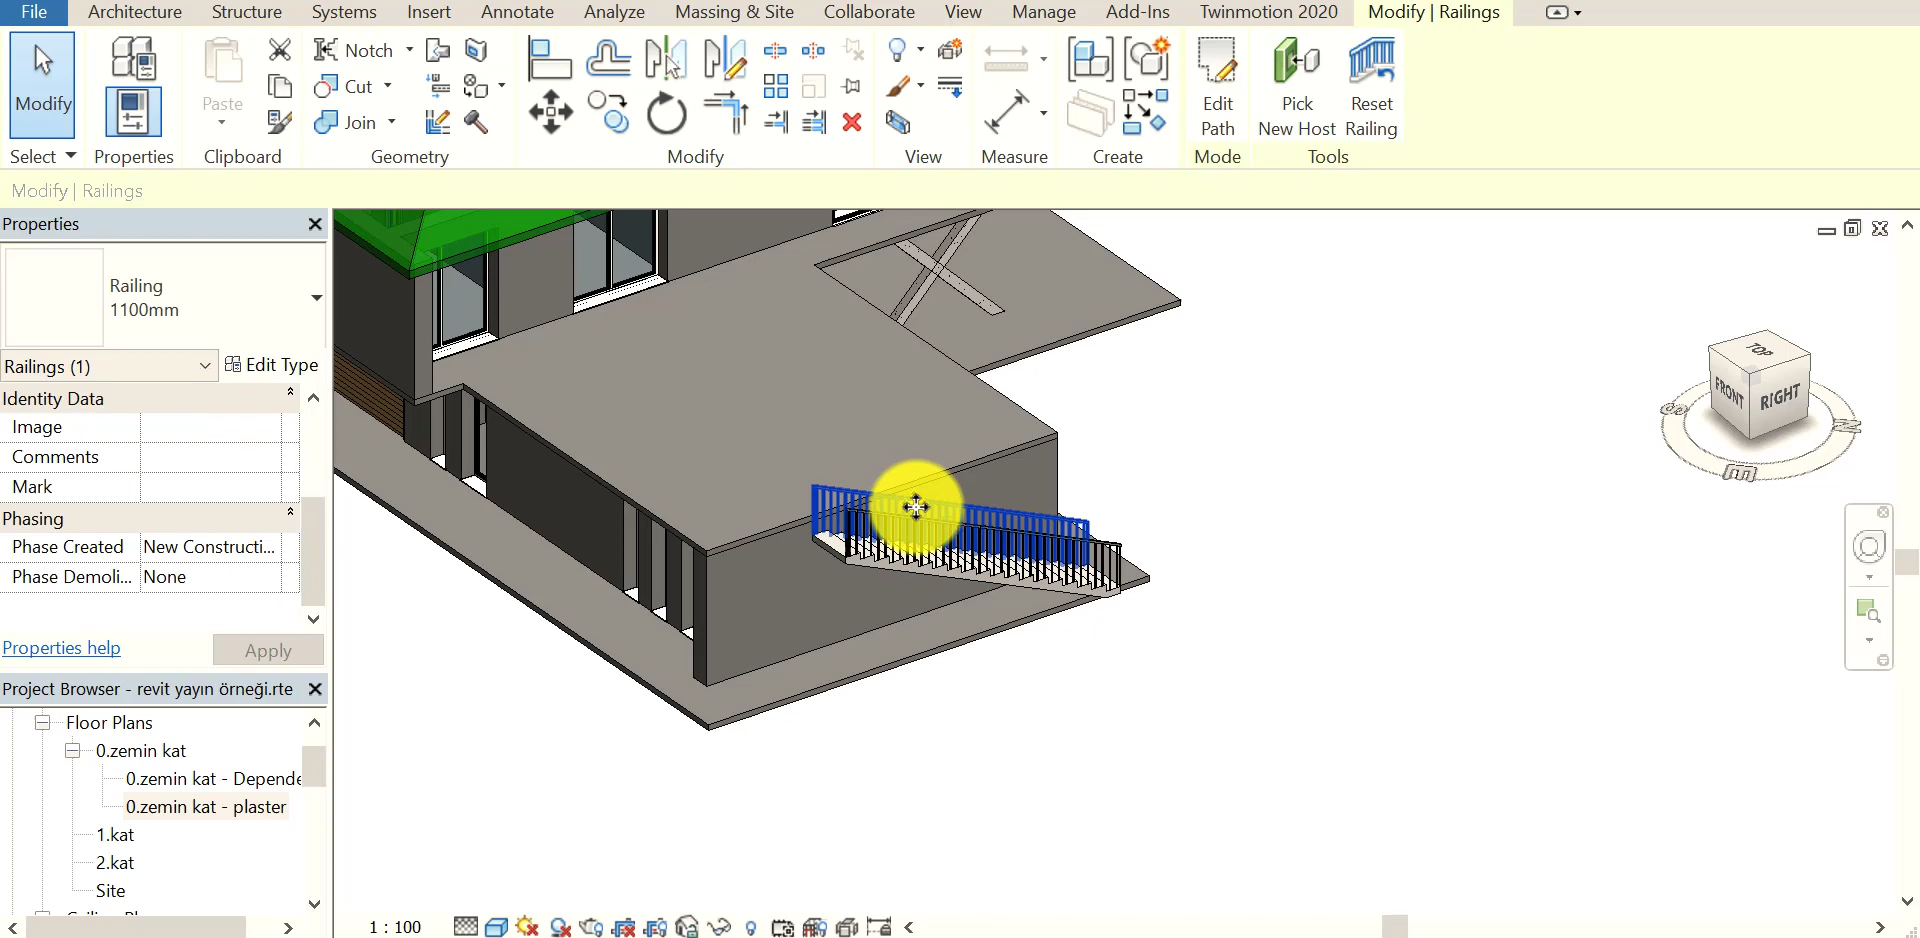 File Architecture Structure Systems Insert Annotate Analyze Massing & Site Collaborate View Manage Add-Ins Twinmotion 2020 Modify | Railings
Modify
Paste
Notch
Cut
Join
Edit Path
Pick New Host
Reset Railing
Select Properties Clipboard Geometry Modify View Measure Create Mode Tools
Modify | Railings
Properties
Railing
1100mm
Railings (1) Edit Type
Identity Data
Image
Comments
Mark
Phasing
Phase Created New Constructi...
Phase Demoli... None
Properties help Apply
Project Browser - revit yayın örneği.rte
Floor Plans
0.zemin kat
0.zemin kat - Depende
0.zemin kat - plaster
1.kat
2.kat
Site
TOP
FRONT
RIGHT
S
N
E
1 : 100